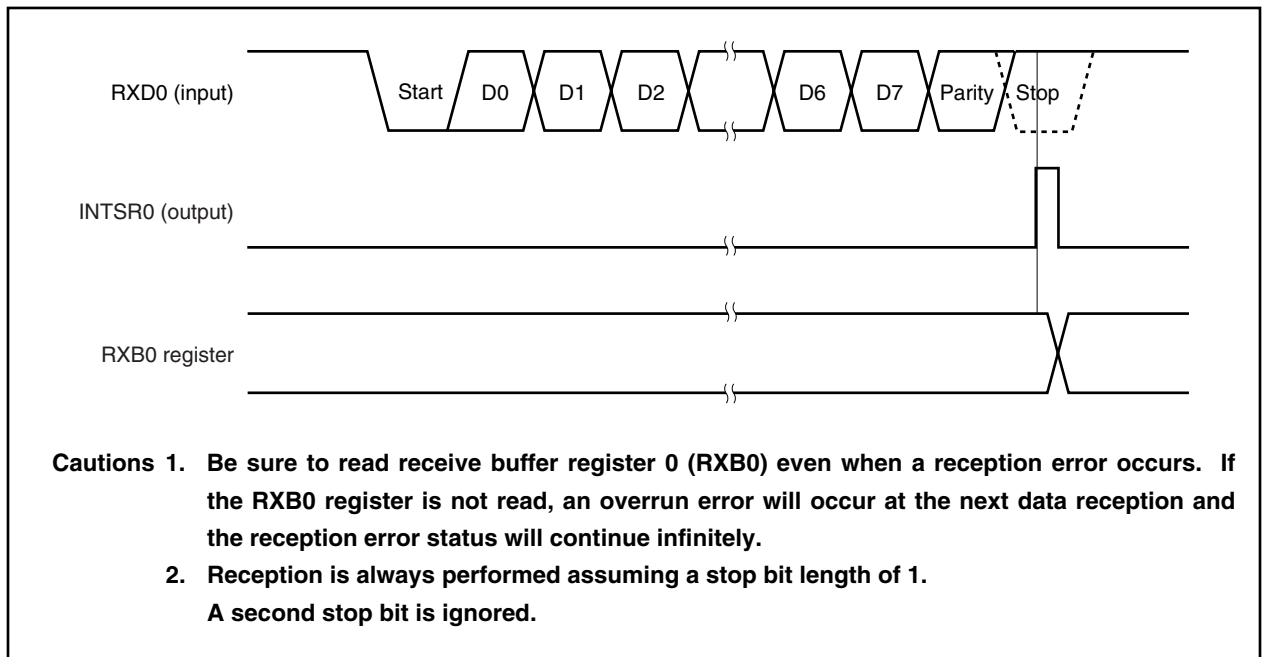 RXD0 (input) Start D0 D1 D2 D6 D7 Parity Stop
INTSR0 (output)
RXB0 register
Cautions 1. Be sure to read receive buffer register 0 (RXB0) even when a reception error occurs. If
the RXB0 register is not read, an overrun error will occur at the next data reception and
the reception error status will continue infinitely.
2. Reception is always performed assuming a stop bit length of 1.
A second stop bit is ignored.